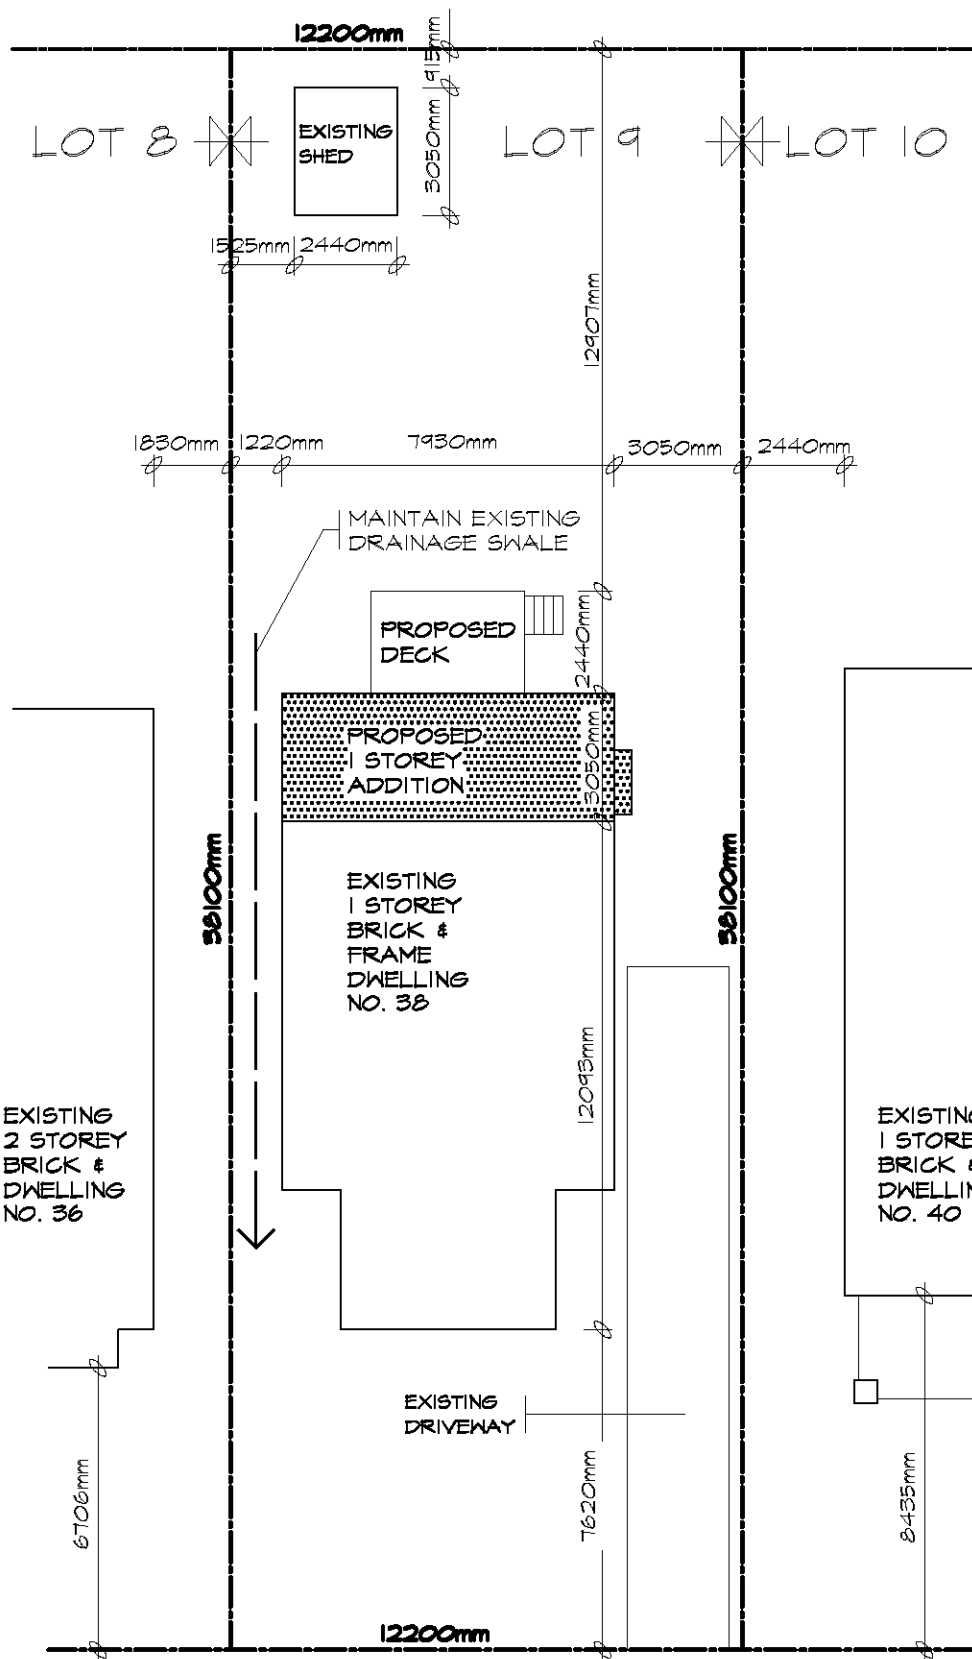 12200mm
915mm
LOT 8
EXISTING
SHED
3050mm
LOT 9
LOT 10
1525mm
2440mm
12907mm
1830mm
1220mm
7930mm
3050mm
2440mm
MAINTAIN EXISTING
DRAINAGE SWALE
PROPOSED
DECK
2440mm
PROPOSED
1 STOREY
ADDITION
3050mm
38100mm
38100mm
EXISTING
1 STOREY
BRICK &
FRAME
DWELLING
NO. 38
12093mm
EXISTING
2 STOREY
BRICK &
DWELLING
NO. 36
EXISTING
1 STORE
BRICK &
DWELLIN
NO. 40
EXISTING
DRIVEWAY
6706mm
7620mm
8435mm
12200mm